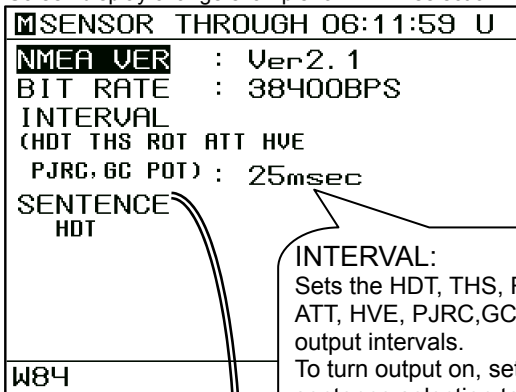 M SENSOR THROUGH 06:11:59 U
NMEA VER : Ver2.1
BIT RATE : 38400BPS
INTERVAL
(HDT THS ROT ATT HVE
PJRC,GC POT) : 25msec
SENTENCE
HDT
INTERVAL:
Sets the HDT, THS,
ATT, HVE, PJRC,GC
output intervals.
To turn output on, set
W84